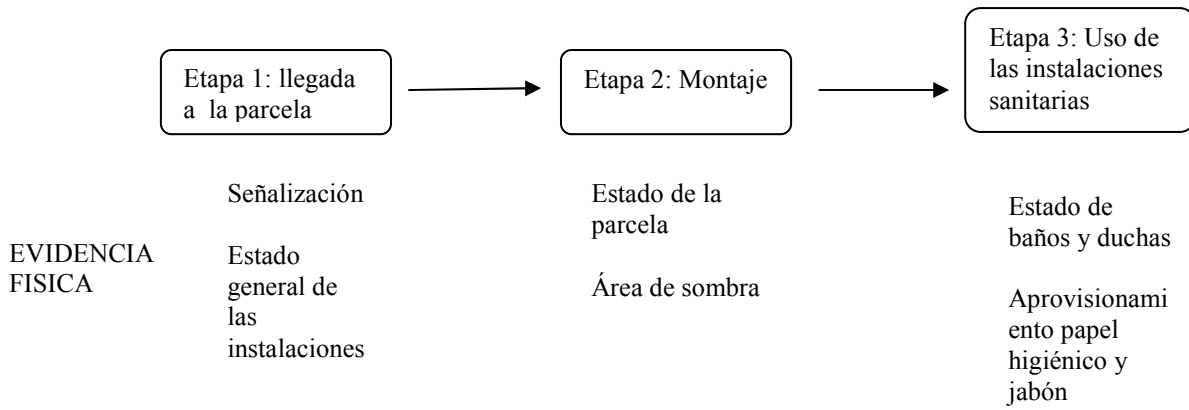 Etapa 1: llegada
a la parcela
Etapa 2: Montaje
Etapa 3: Uso de
las instalaciones
sanitarias
EVIDENCIA
FISICA
Señalización
Estado
general de
las
instalaciones
Estado de la
parcela
Área de sombra
Estado de
baños y duchas
Aprovisionami
ento papel
higiénico y
jabón